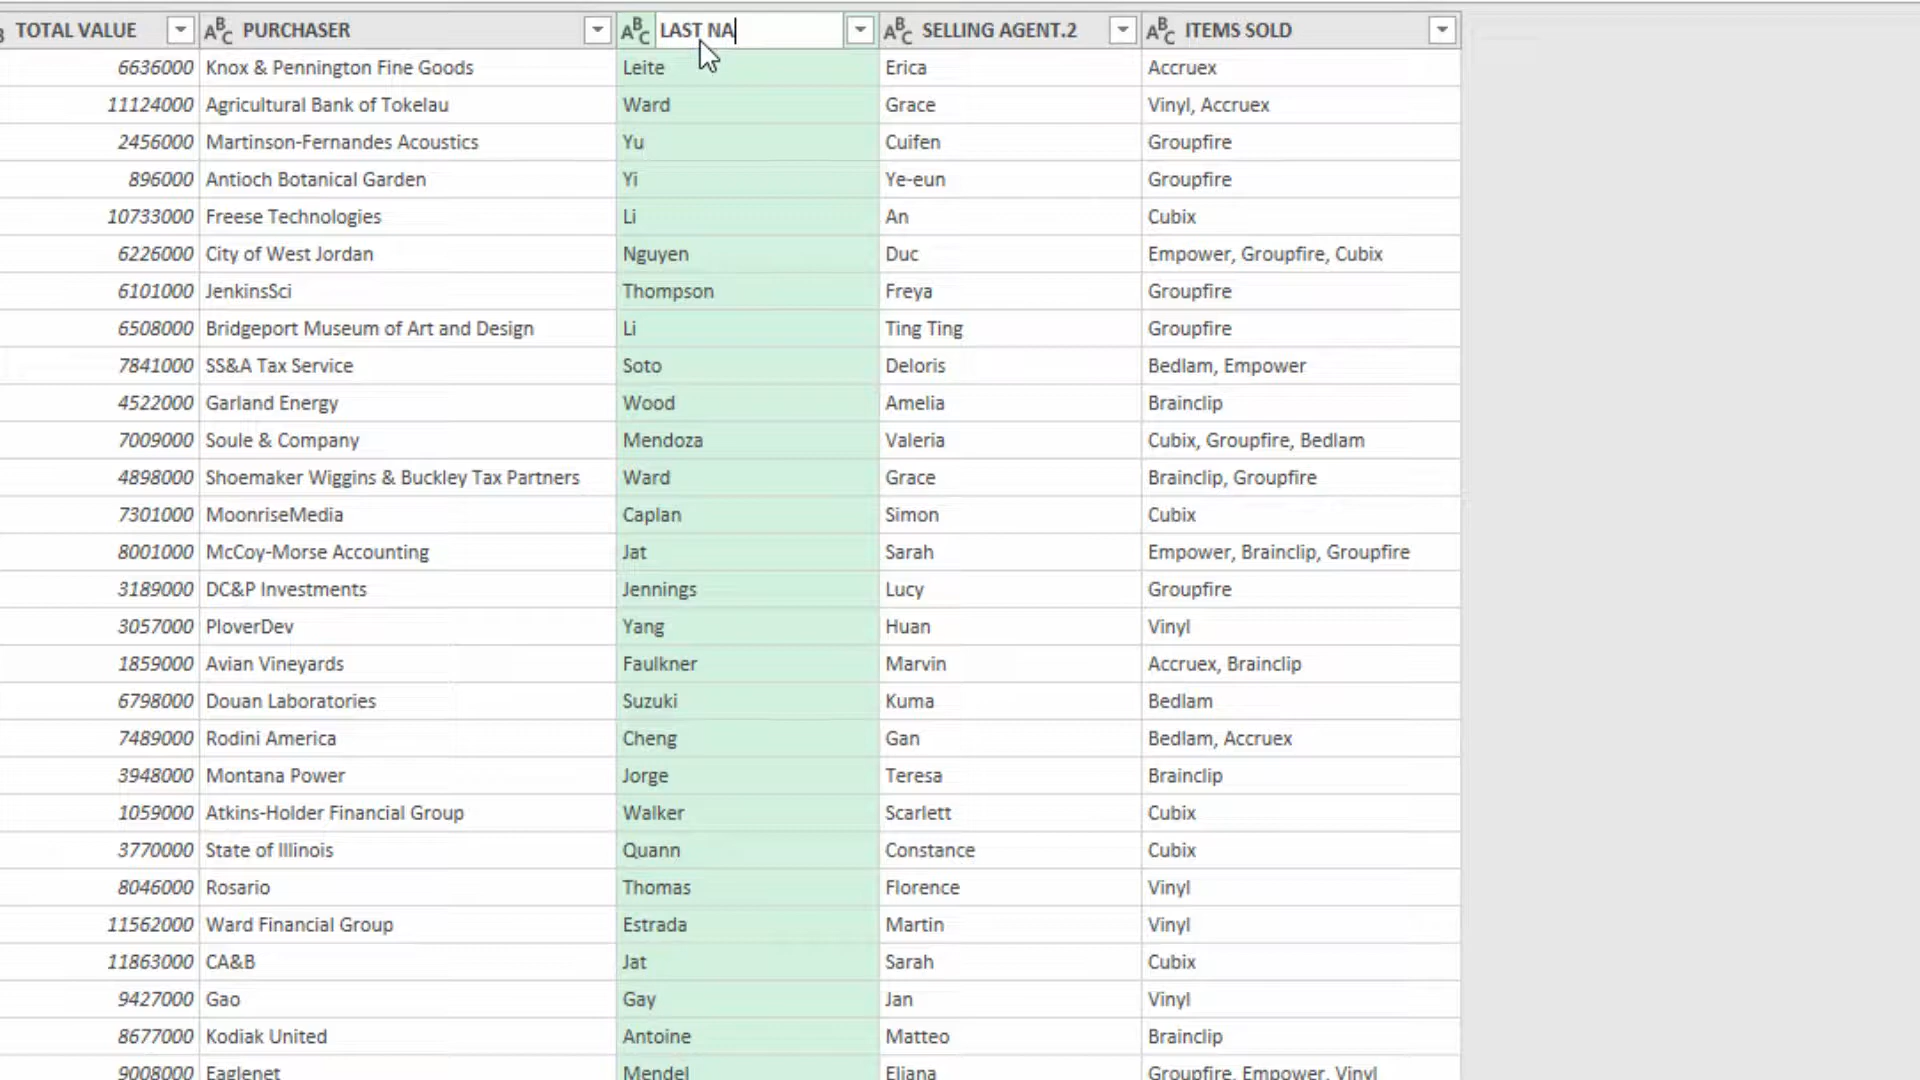 TOTAL VALUE ABC PURCHASER ABC LAST NA ABC SELLING AGENT.2 ABC ITEMS SOLD
6636000 Knox & Pennington Fine Goods Leite Erica Accruex
11124000 Agricultural Bank of Tokelau Ward Grace Vinyl, Accruex
2456000 Martinson-Fernandes Acoustics Yu Cuifen Groupfire
896000 Antioch Botanical Garden Yi Ye-eun Groupfire
10733000 Freese Technologies Li An Cubix
6226000 City of West Jordan Nguyen Duc Empower, Groupfire, Cubix
6101000 JenkinsSci Thompson Freya Groupfire
6508000 Bridgeport Museum of Art and Design Li Ting Ting Groupfire
7841000 SS&A Tax Service Soto Deloris Bedlam, Empower
4522000 Garland Energy Wood Amelia Brainclip
7009000 Soule & Company Mendoza Valeria Cubix, Groupfire, Bedlam
4898000 Shoemaker Wiggins & Buckley Tax Partners Ward Grace Brainclip, Groupfire
7301000 MoonriseMedia Caplan Simon Cubix
8001000 McCoy-Morse Accounting Jat Sarah Empower, Brainclip, Groupfire
3189000 DC&P Investments Jennings Lucy Groupfire
3057000 PloverDev Yang Huan Vinyl
1859000 Avian Vineyards Faulkner Marvin Accruex, Brainclip
6798000 Douan Laboratories Suzuki Kuma Bedlam
7489000 Rodini America Cheng Gan Bedlam, Accruex
3948000 Montana Power Jorge Teresa Brainclip
1059000 Atkins-Holder Financial Group Walker Scarlett Cubix
3770000 State of Illinois Quann Constance Cubix
8046000 Rosario Thomas Florence Vinyl
11562000 Ward Financial Group Estrada Martin Vinyl
11863000 CA&B Jat Sarah Cubix
9427000 Gao Gay Jan Vinyl
8677000 Kodiak United Antoine Matteo Brainclip
9008000 Eaglenet Mendel Eliana Groupfire, Empower, Vinyl